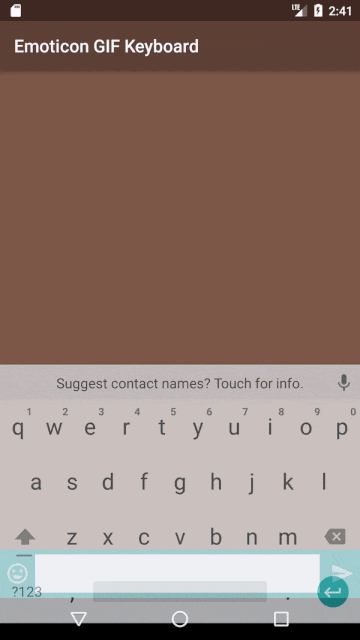 LTE 2:41
Emoticon GIF Keyboard
Suggest contact names? Touch for info.
1 2 3 4 5 6 7 8 9 0
q w e r t y u i o p
a s d f g h j k l
z x c v b n m
?123 , .